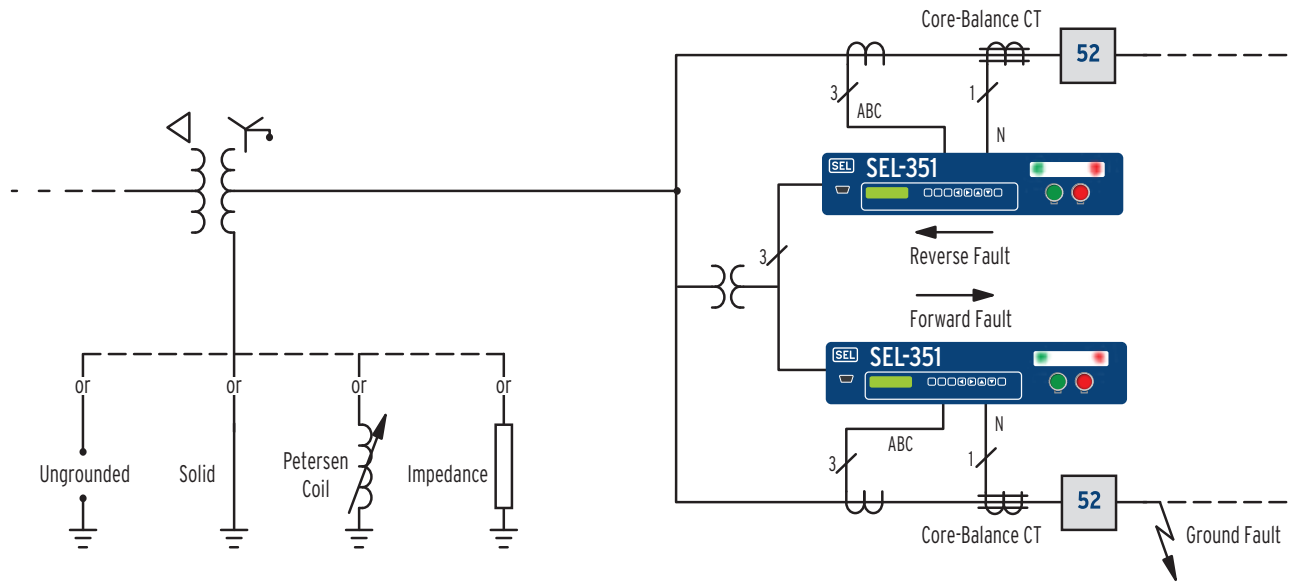 Core-Balance CT
52
3
ABC
1
N
SEL
SEL-351
Reverse Fault
3
Forward Fault
SEL
SEL-351
or
or
or
or
N
ABC
3
1
Ungrounded
Solid
Petersen
Coil
Impedance
52
Core-Balance CT
Ground Fault